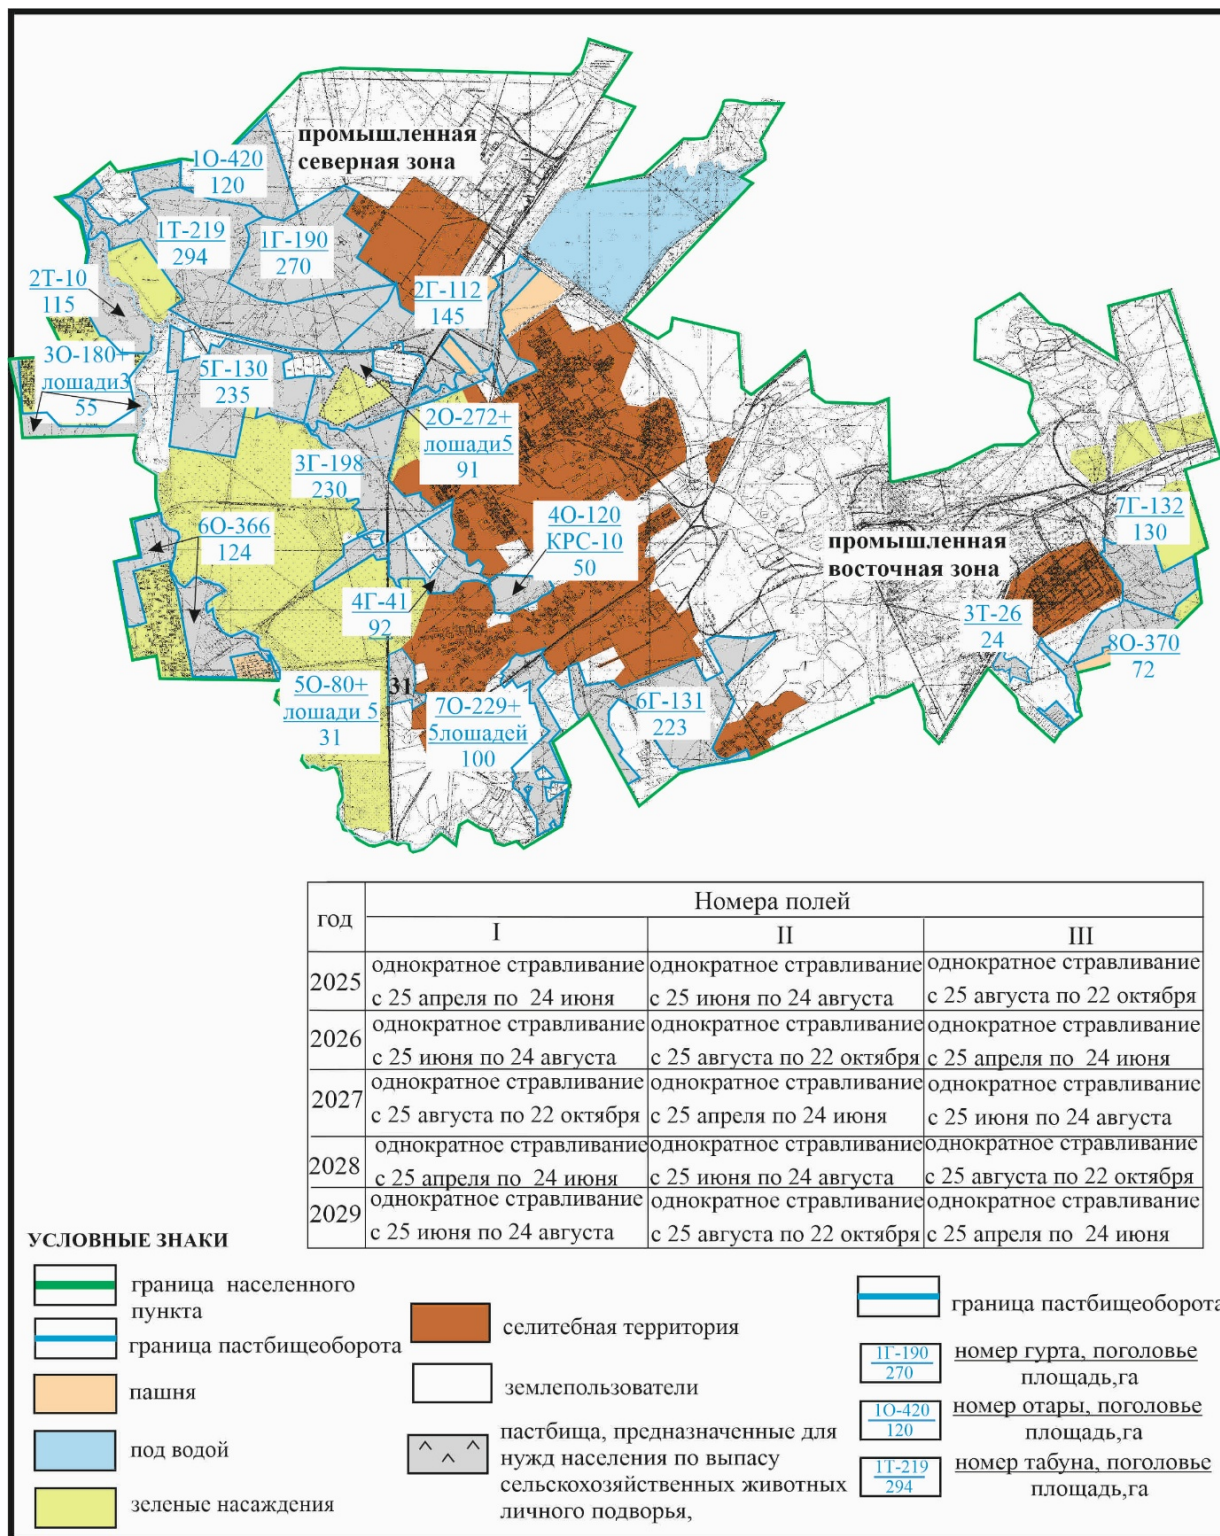 промышленная
северная зона
1О-420
120
1Т-219
294
1Г-190
270
2Т-10
115
2Г-112
145
3О-180+
лошади3
55
5Г-130
235
2О-272+
лошади5
91
3Г-198
230
6О-366
124
4О-120
КРС-10
50
7Г-132
130
промышленная
восточная зона
4Г-41
92
3Т-26
24
8О-370
72
5О-80+
лошади 5
31
31
7О-229+
5лошадей
100
6Г-131
223
год
Номера полей
I II III
2025
однократное стравливание однократное стравливание однократное стравливание
с 25 апреля по 24 июня с 25 июня по 24 августа с 25 августа по 22 октября
2026
однократное стравливание однократное стравливание однократное стравливание
с 25 июня по 24 августа с 25 августа по 22 октября с 25 апреля по 24 июня
2027
однократное стравливание однократное стравливание однократное стравливание
с 25 августа по 22 октября с 25 апреля по 24 июня с 25 июня по 24 августа
2028
однократное стравливание однократное стравливание однократное стравливание
с 25 апреля по 24 июня с 25 июня по 24 августа с 25 августа по 22 октября
2029
однократное стравливание однократное стравливание однократное стравливание
с 25 июня по 24 августа с 25 августа по 22 октября с 25 апреля по 24 июня
УСЛОВНЫЕ ЗНАКИ
граница населенного
пункта
граница пастбищеоборота
пашня
под водой
зеленые насаждения
селитебная территория
землепользователи
пастбища, предназначенные для
нужд населения по выпасу
сельскохозяйственных животных
личного подворья,
граница пастбищеоборота
1Г-190
270
номер гурта, поголовье
площадь,га
1О-420
120
номер отары, поголовье
площадь,га
1Т-219
294
номер табуна, поголовье
площадь,га